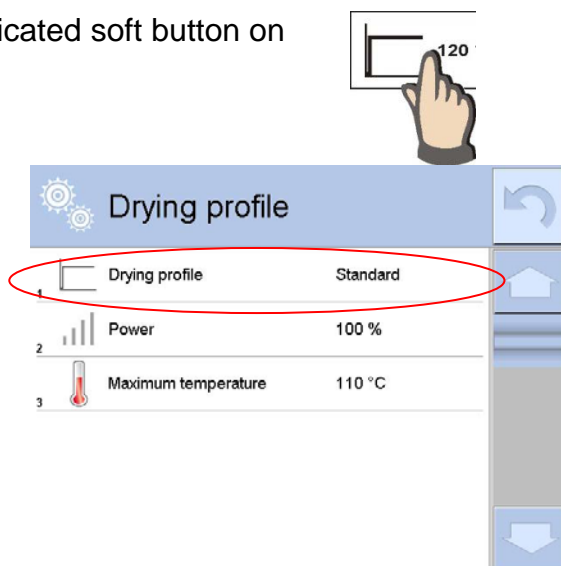 icated soft button on
120
Drying profile
1 Drying profile Standard
2 Power 100 %
3 Maximum temperature 110 °C